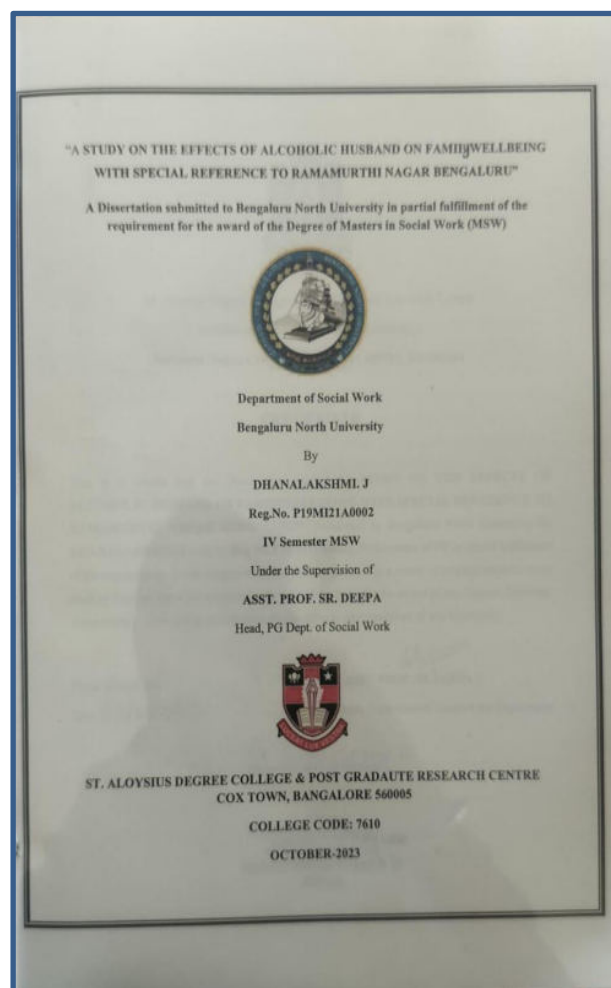 "A STUDY ON THE EFFECTS OF ALCOHOLIC HUSBAND ON FAMIlyWELLBEING
WITH SPECIAL REFERENCE TO RAMAMURTHI NAGAR BENGALURU"
A Dissertation submitted to Bengaluru North University in partial fulfillment of the
requirement for the award of the Degree of Masters in Social Work (MSW)
Department of Social Work
Bengaluru North University
By
DHANALAKSHMI. J
Reg.No. P19MI21A0002
IV Semester MSW
Under the Supervision of
ASST. PROF. SR. DEEPA
Head, PG Dept. of Social Work
ST. ALOYSIUS DEGREE COLLEGE & POST GRADAUTE RESEARCH CENTRE
COX TOWN, BANGALORE 560005
COLLEGE CODE: 7610
OCTOBER-2023